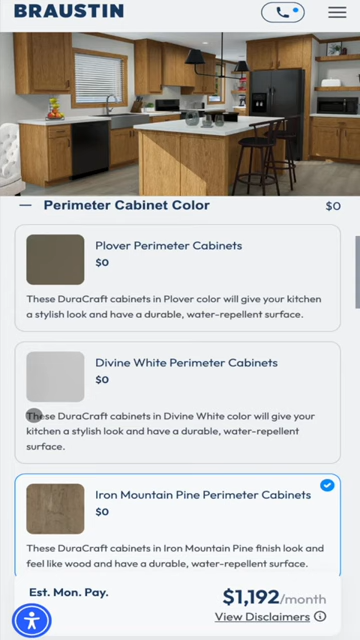 BRAUSTIN
Perimeter Cabinet Color $0
Plover Perimeter Cabinets
$0
These DuraCraft cabinets in Plover color will give your kitchen
a stylish look and have a durable, water-repellent surface.
Divine White Perimeter Cabinets
$0
These DuraCraft cabinets in Divine White color will give your
kitchen a stylish look and have a durable, water-repellent
surface.
Iron Mountain Pine Perimeter Cabinets
$0
These DuraCraft cabinets in Iron Mountain Pine finish look and
feel like wood and have a durable, water-repellent surface.
Est. Mon. Pay.
$1,192/month
View Disclaimers